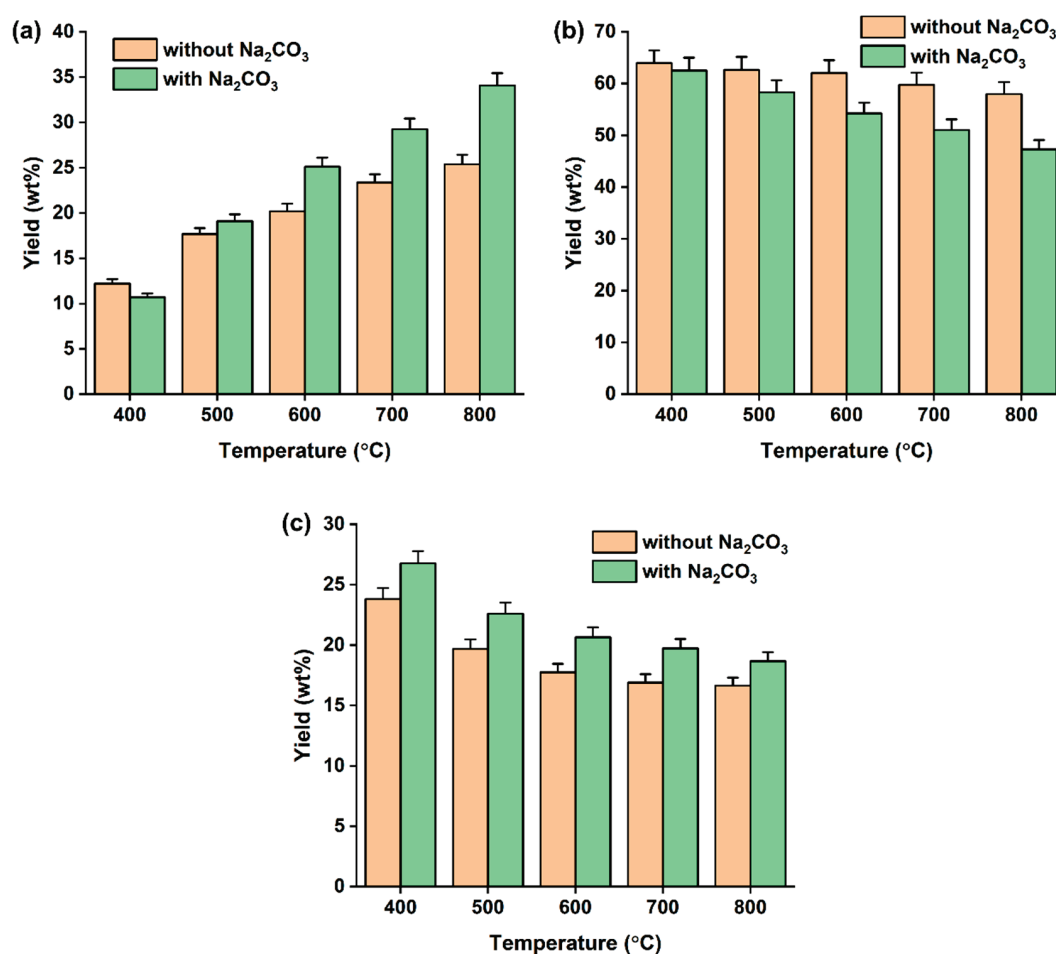 (a)
without Na₂CO₃
with Na₂CO₃
Yield (wt%)
40
35
30
25
20
15
10
5
0
400 500 600 700 800
Temperature (°C)
(b)
without Na₂CO₃
with Na₂CO₃
Yield (wt%)
70
60
50
70
40
30
20
10
0
400 500 600 700 800
Temperature (°C)
(c)
without Na₂CO₃
with Na₂CO₃
Yield (wt%)
30
25
20
15
10
5
0
400 500 600 700 800
Temperature (°C)